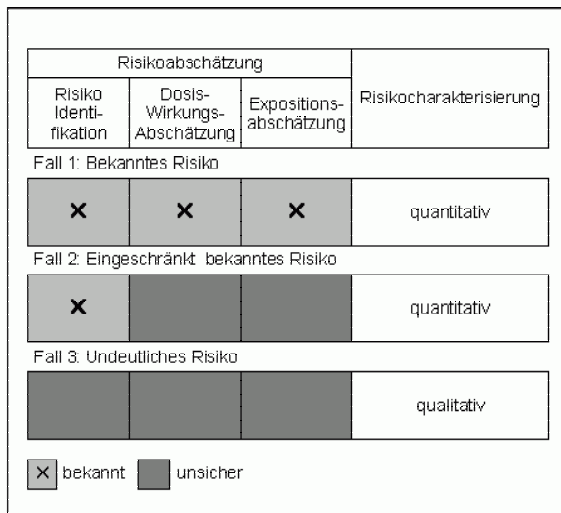 Risikoabschätzung
Risiko
Identi-
fikation
Dosis-
Wirkungs-
Abschätzung
Expositions-
abschätzung
Risikocharakterisierung
Fall 1: Bekanntes Risiko
x x x quantitativ
Fall 2: Eingeschränkt bekanntes Risiko
x quantitativ
Fall 3: Undeutliches Risiko
qualitativ
x bekannt unsicher